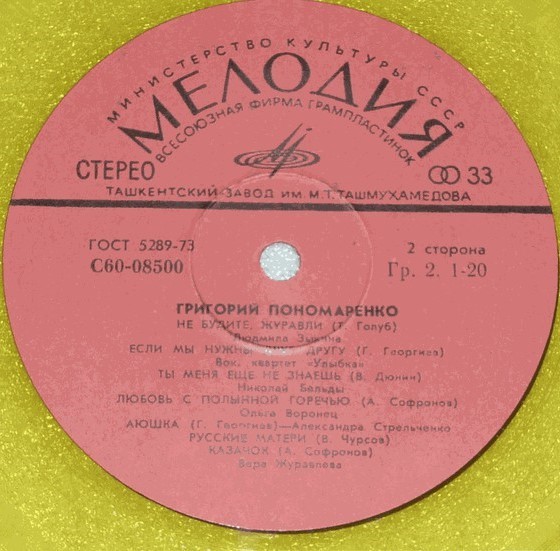 МИНИСТЕРСТВО КУЛЬТУРЫ СССР
МЕЛОДИЯ
ВСЕСОЮЗНАЯ ФИРМА ГРАМПЛАСТИНОК
СТЕРЕО
33
ТАШКЕНТСКИЙ ЗАВОД ИМ. М.Т.ТАШМУХАМЕДОВА
ГОСТ 5289-73
2 сторона
С60-08500
Гр. 2. 1-20
ГРИГОРИЙ ПОНОМАРЕНКО
НЕ БУДИТЕ, ЖУРАВЛИ (Т. Голуб)
Людмила Зыкина
ЕСЛИ МЫ НУЖНЫ ДРУГ ДРУГУ (Г. Георгиев)
Вок. квартет «Улыбка»
ТЫ МЕНЯ ЕЩЕ НЕ ЗНАЕШЬ (В. Дюнин)
Николай Бельды
ЛЮБОВЬ С ПОЛЫННОЙ ГОРЕЧЬЮ (А. Софронов)
Ольга Воронец
АЮШКА (Г. Георгиев)—Александра Стрельченко
РУССКИЕ МАТЕРИ (В. Чурсов)
КАЗАЧОК (А. Софронов)
Вера Журавлева